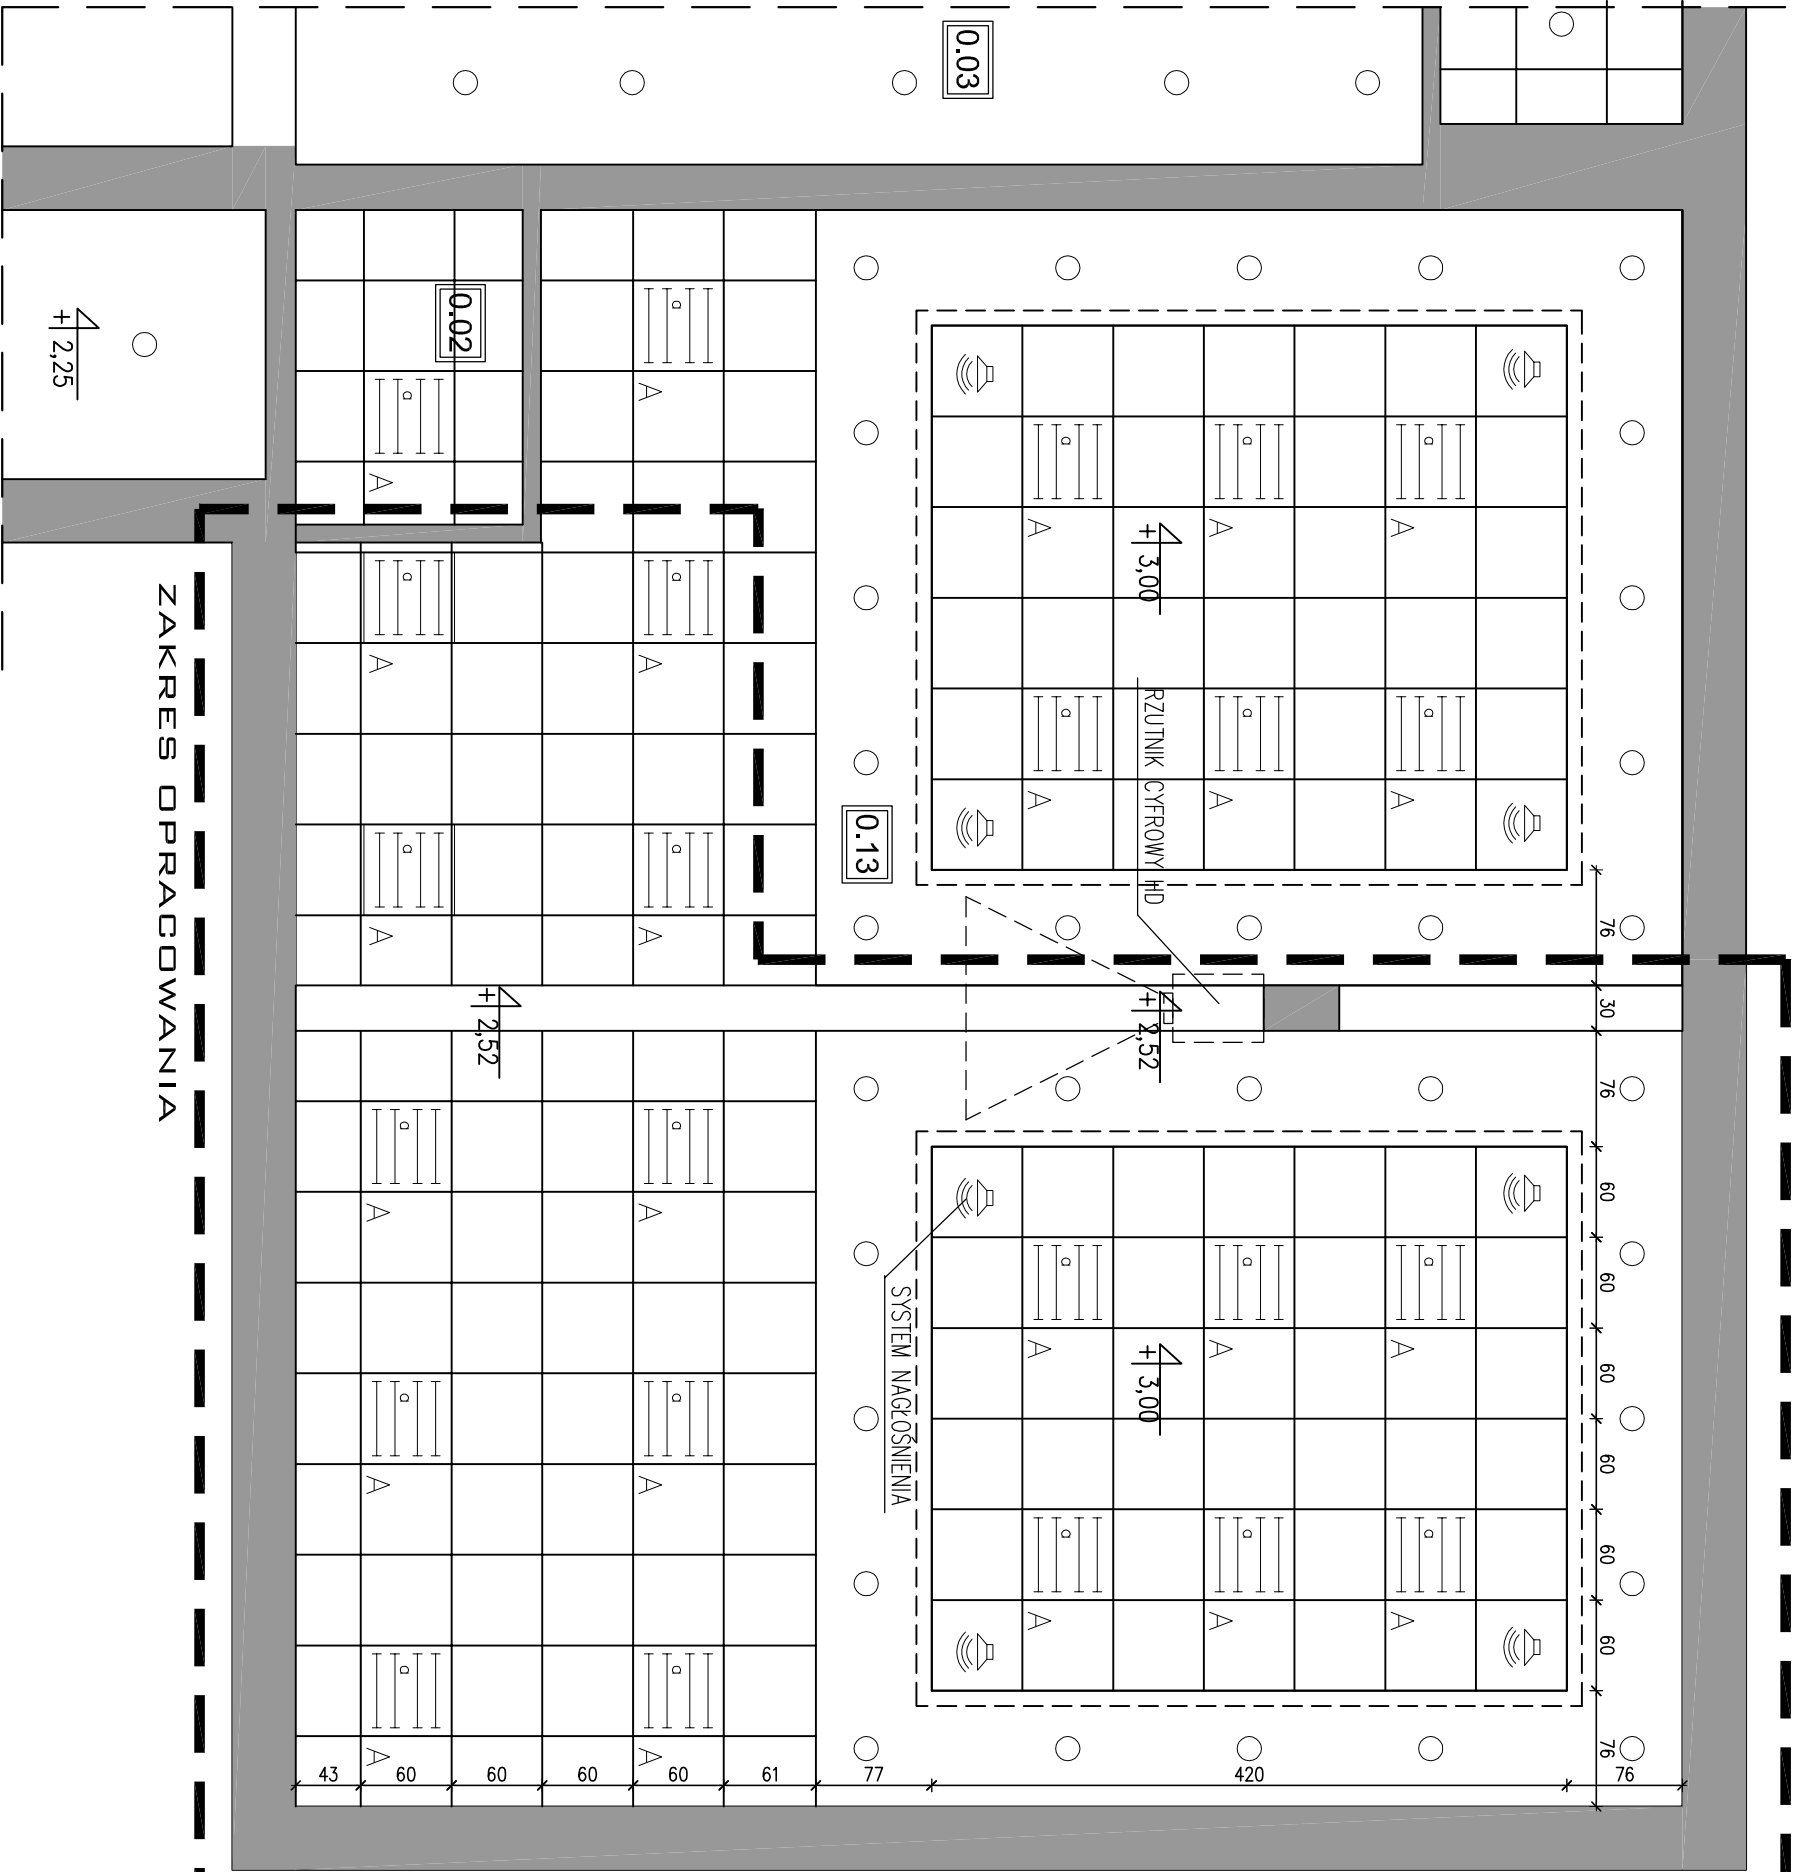 0.03
0.02
+2,25
A
A
A
A
A
+3,00
A
A
A
A
A
A
A
A
RZUTNIK CYFROWY HD
0.13
ZAKRES OPRACOWANIA
76
30
76
+2,52
+2,52
60
60
60
60
60
60
76
A
A
A
A
A
A
A
A
A
A
A
A
+3,00
SYSTEM NAGŁOŚNIENIA
43
60
60
60
60
61
77
420
76